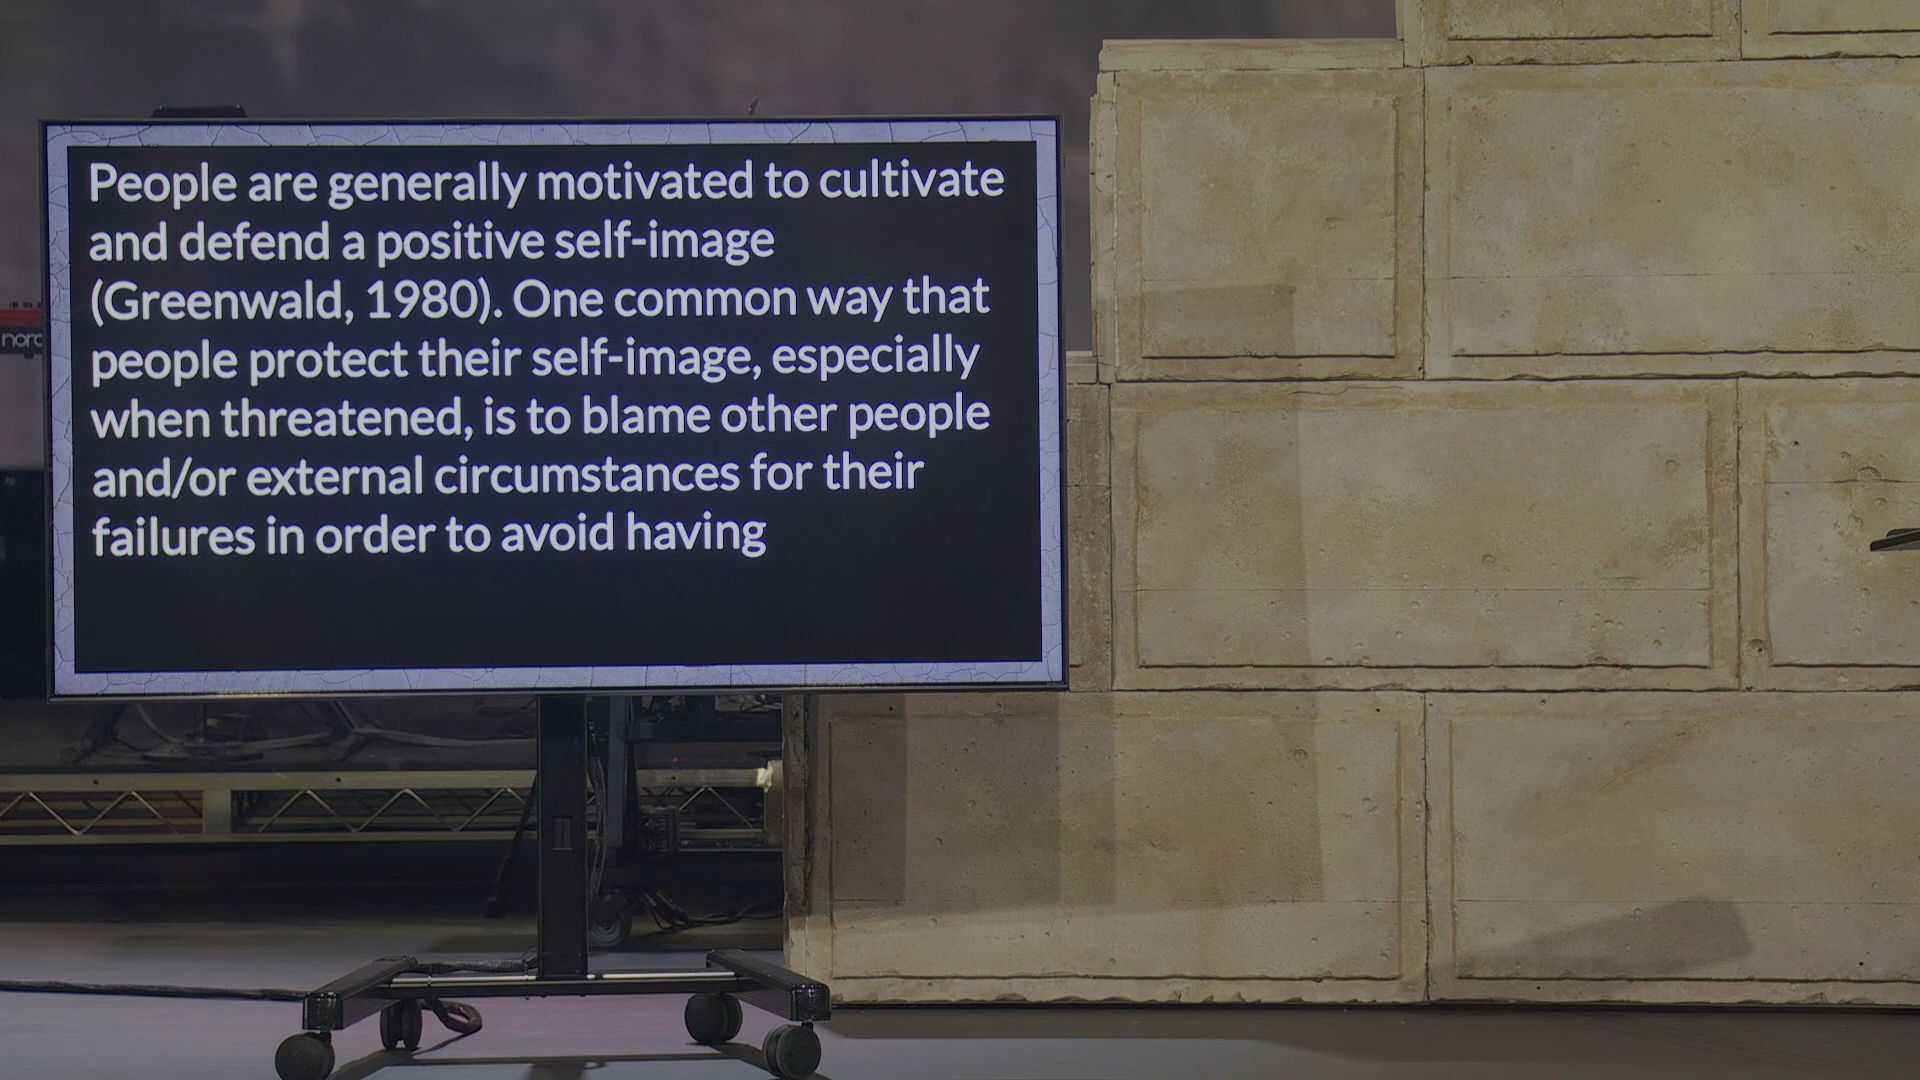 People are generally motivated to cultivate
and defend a positive self-image
(Greenwald, 1980). One common way that
people protect their self-image, especially
when threatened, is to blame other people
and/or external circumstances for their
failures in order to avoid having
nord